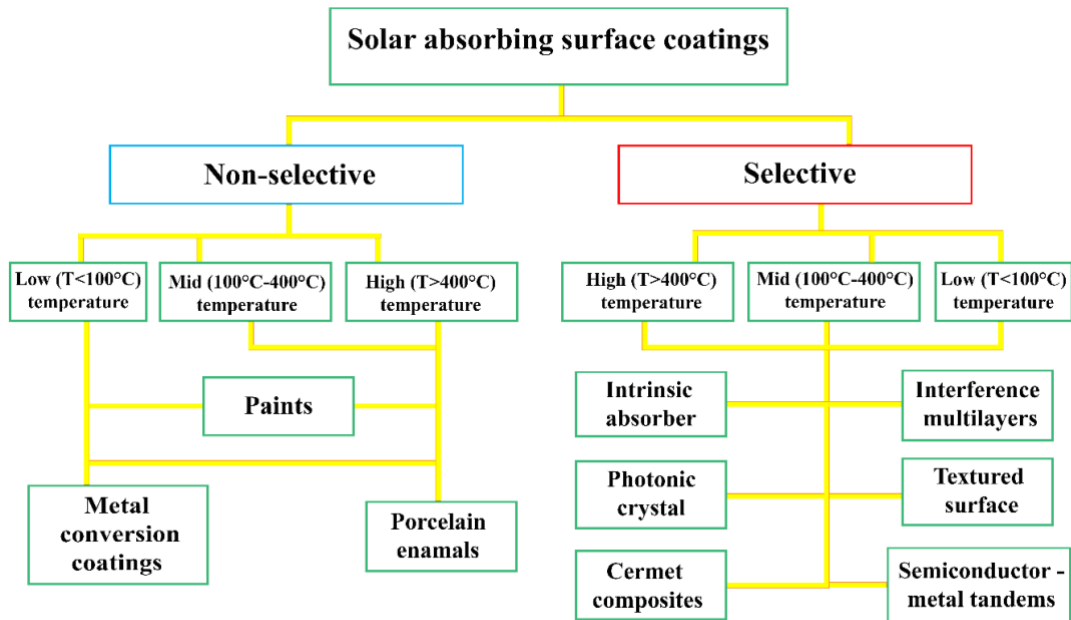 Solar absorbing surface coatings
Non-selective
Selective
Low (T<100°C)
temperature
Mid (100°C-400°C)
temperature
High (T>400°C)
temperature
High (T>400°C)
temperature
Mid (100°C-400°C)
temperature
Low (T<100°C)
temperature
Paints
Metal
conversion
coatings
Porcelain
enamals
Intrinsic
absorber
Interference
multilayers
Photonic
crystal
Textured
surface
Cermet
composites
Semiconductor -
metal tandems